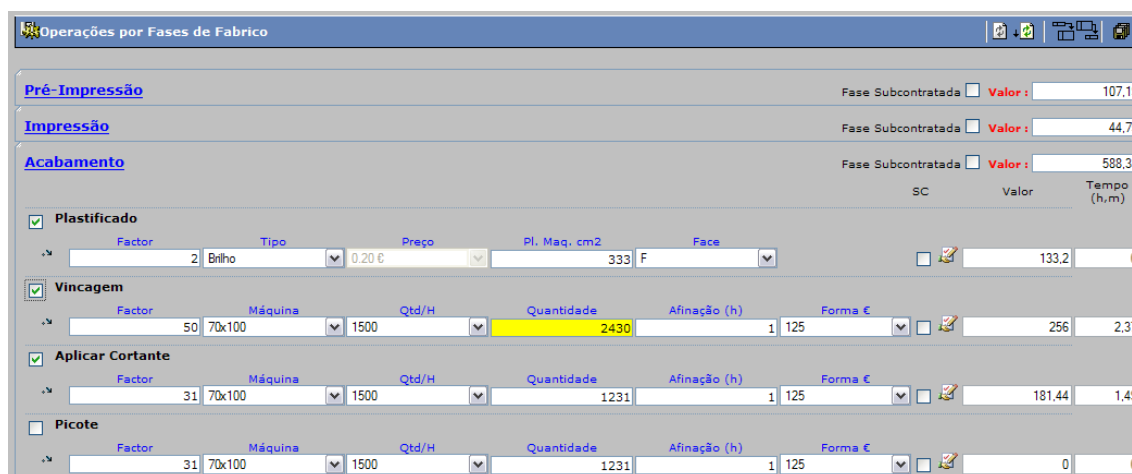 Operações por Fases de Fabrico
Pré-Impressão Fase Subcontratada Valor : 107,1
Impressão Fase Subcontratada Valor : 44,7
Acabamento Fase Subcontratada Valor : 588,3
SC Valor Tempo (h,m)
Plastificado
Factor Tipo Preço Pl. Maq. cm2 Face
2 Brilho 0.20 € 333 F 133,2
Vincagem
Factor Máquina Qtd/H Quantidade Afinação (h) Forma €
50 70x100 1500 2430 1 125 256 2,3
Aplicar Cortante
Factor Máquina Qtd/H Quantidade Afinação (h) Forma €
31 70x100 1500 1231 1 125 181,44 1,4
Picote
Factor Máquina Qtd/H Quantidade Afinação (h) Forma €
31 70x100 1500 1231 1 125 0